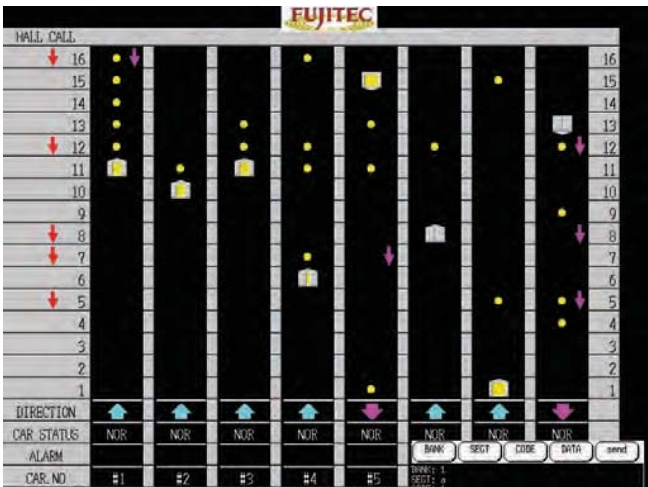 FUJITEC
HALL CALL
16 16
15 15
14 14
13 13
12 12
11 11
10 10
9 9
8 8
7 7
6 6
5 5
4 4
3 3
2 2
1 1
DIRECTION
CAR STATUS NOR NOR NOR NOR NOR NOR NOR NOR
ALARM BANK SEGT CODE DATA send
CAR.NO #1 #2 #3 #4 #5 BANK: 1
SEGT: a